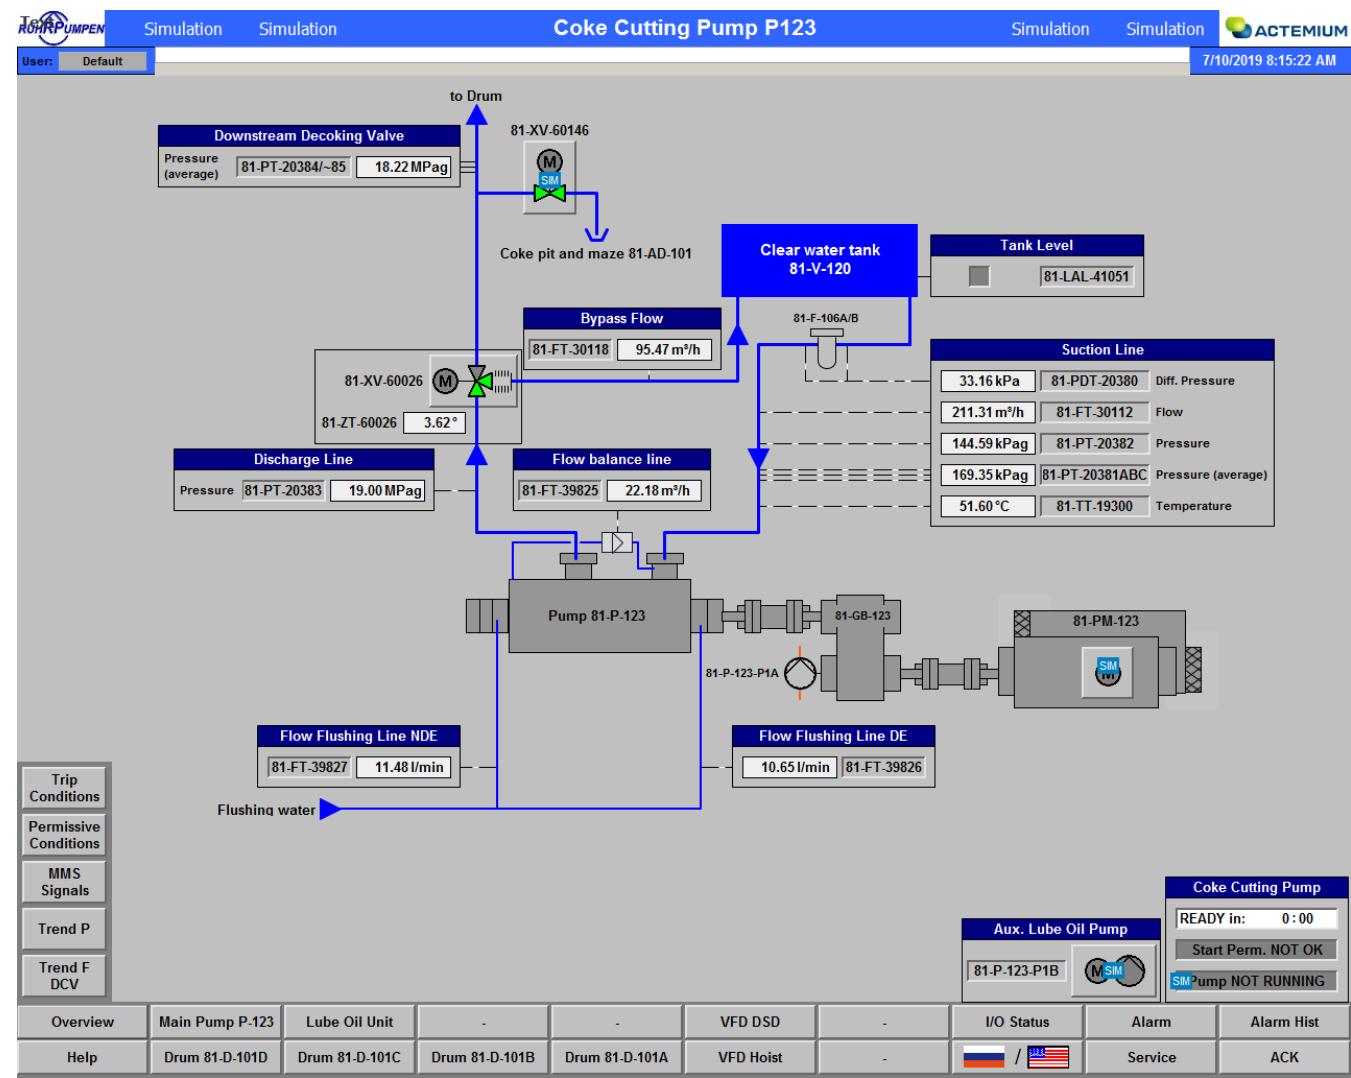 RUHRPUMPEN
Simulation
Simulation
Coke Cutting Pump P123
Simulation
Simulation
ACTEMIUM
User:
Default
7/10/2019 8:15:22 AM
to Drum
Downstream Decoking Valve
Pressure
(average)
81-PT-20384/~85
18.22 MPag
81-XV-60146
M
SIM
Coke pit and maze 81-AD-101
Clear water tank
81-V-120
Tank Level
81-LAL-41051
Bypass Flow
81-FT-30118
95.47 m³/h
81-F-106A/B
81-XV-60026
M
81-ZT-60026
3.62°
Suction Line
33.16 kPa
81-PDT-20380
Diff. Pressure
211.31 m³/h
81-FT-30112
Flow
144.59 kPag
81-PT-20382
Pressure
169.35 kPag
81-PT-20381ABC
Pressure (average)
51.60 °C
81-TT-19300
Temperature
Discharge Line
Pressure
81-PT-20383
19.00 MPag
Flow balance line
81-FT-39825
22.18 m³/h
Pump 81-P-123
81-GB-123
81-PM-123
SIM
M
81-P-123-P1A
Flow Flushing Line NDE
81-FT-39827
11.48 l/min
Flow Flushing Line DE
10.65 l/min
81-FT-39826
Flushing water
Trip
Conditions
Permissive
Conditions
MMS
Signals
Trend P
Trend F
DCV
Aux. Lube Oil Pump
81-P-123-P1B
M
SIM
Coke Cutting Pump
READY in:
0:00
Start Perm. NOT OK
SIM
Pump NOT RUNNING
Overview
Main Pump P-123
Lube Oil Unit
-
-
VFD DSD
-
I/O Status
Alarm
Alarm Hist
Help
Drum 81-D-101D
Drum 81-D-101C
Drum 81-D-101B
Drum 81-D-101A
VFD Hoist
-
/
Service
ACK